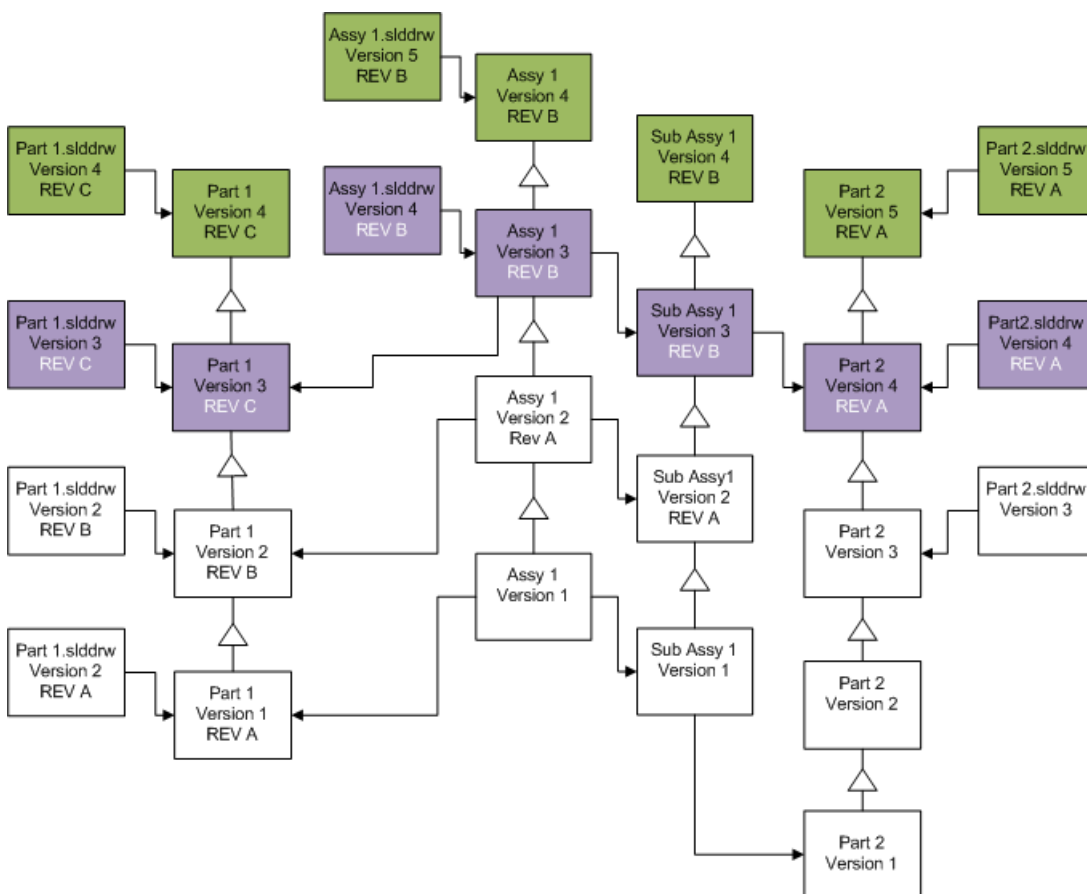 Assy 1.slddrw
Version 5
REV B
Assy 1
Version 4
REV B
Sub Assy 1
Version 4
REV B
Part 1.slddrw
Version 4
REV C
Part 2.slddrw
Version 5
REV A
Part 1
Version 4
REV C
Assy 1.slddrw
Version 4
REV B
Part 2
Version 5
REV A
Assy 1
Version 3
REV B
Part 1.slddrw
Version 3
REV C
Sub Assy 1
Version 3
REV B
Part2.slddrw
Version 4
REV A
Part 1
Version 3
REV C
Part 2
Version 4
REV A
Assy 1
Version 2
Rev A
Sub Assy1
Version 2
REV A
Part 1.slddrw
Version 2
REV B
Part 2.slddrw
Version 3
Part 1
Version 2
REV B
Part 2
Version 3
Assy 1
Version 1
Part 1.slddrw
Version 2
REV A
Sub Assy 1
Version 1
Part 1
Version 1
REV A
Part 2
Version 2
Part 2
Version 1